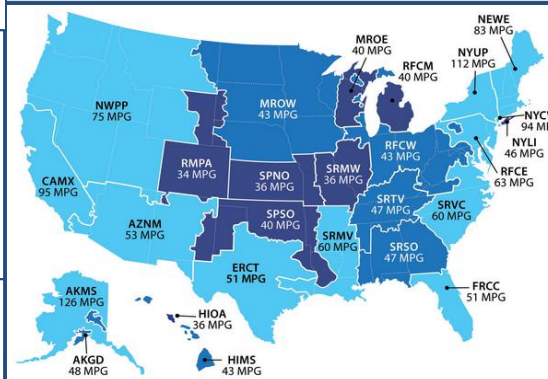 NEWE
83 MPG
MROE
40 MPG
RFCM
40 MPG
NYUP
112 MPG
NWPP
75 MPG
MROW
43 MPG
NYCW
94 MPG
NYLI
46 MPG
RFCW
43 MPG
RFCE
63 MPG
RMPA
34 MPG
SPNO
36 MPG
SRMW
36 MPG
CAMX
95 MPG
SRTV
47 MPG
SRVC
60 MPG
AZNM
53 MPG
SPSO
40 MPG
SRMV
60 MPG
SRSO
47 MPG
ERCT
51 MPG
FRCC
51 MPG
AKMS
126 MPG
HIOA
36 MPG
AKGD
48 MPG
HIMS
43 MPG